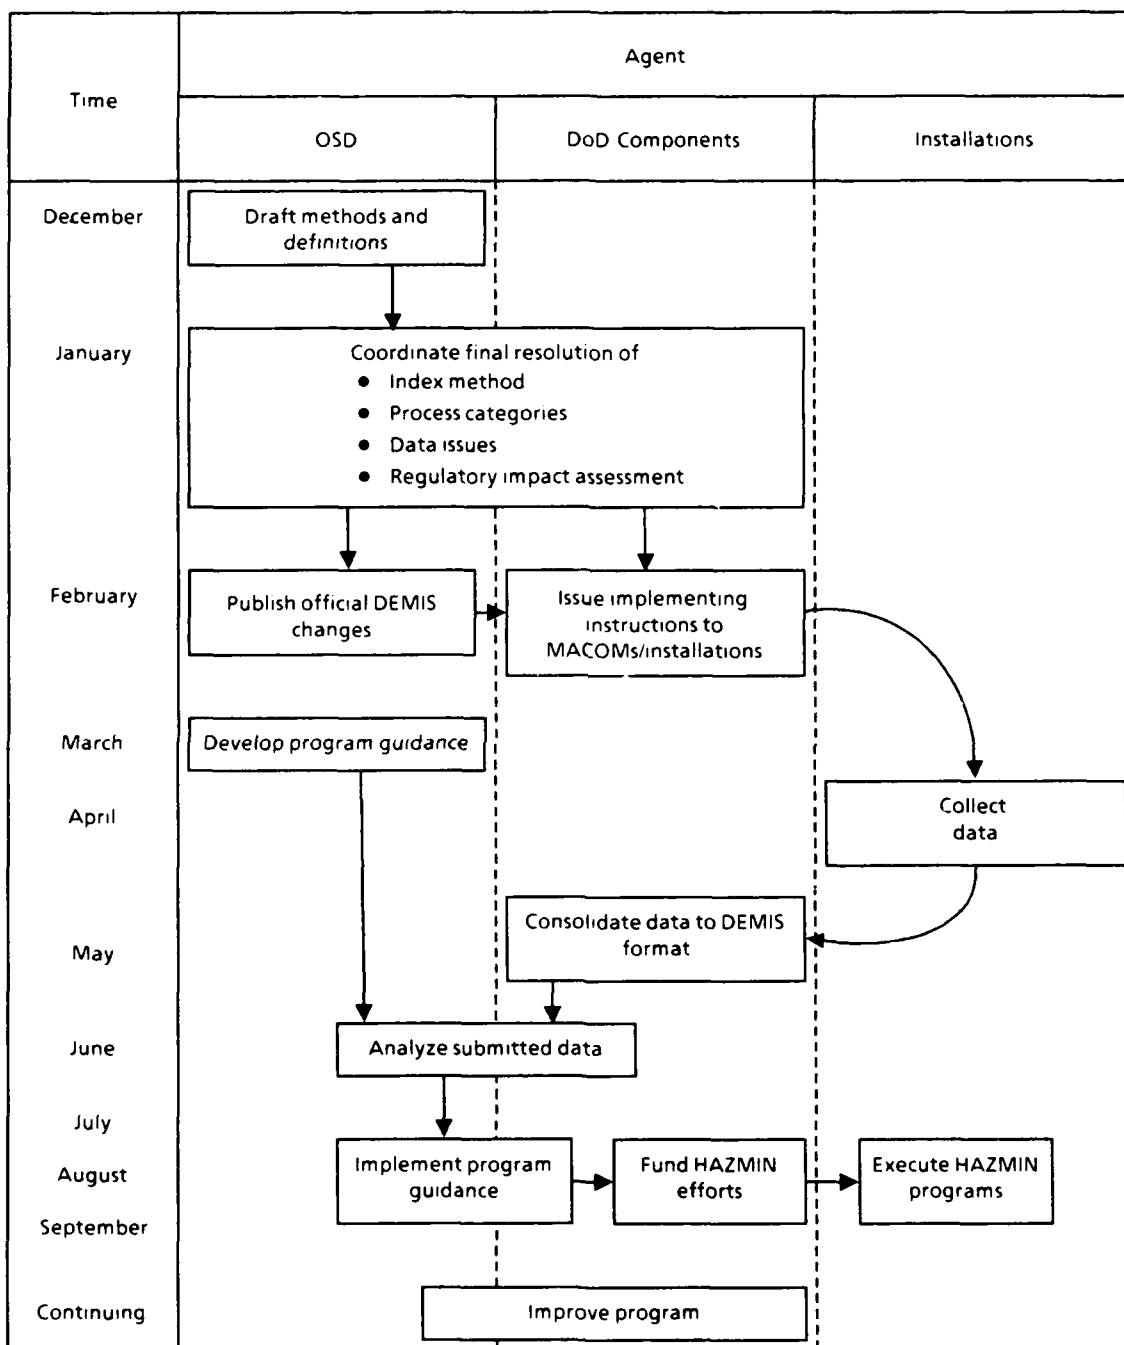 Agent
Time
OSD
DoD Components
Installations
December
Draft methods and
definitions
January
Coordinate final resolution of
● Index method
● Process categories
● Data issues
● Regulatory impact assessment
February
Publish official DEMIS
changes
Issue implementing
instructions to
MACOMs/installations
March
Develop program guidance
April
Collect
data
May
Consolidate data to DEMIS
format
June
Analyze submitted data
July
August
Implement program
guidance
Fund HAZMIN
efforts
Execute HAZMIN
programs
September
Continuing
Improve program